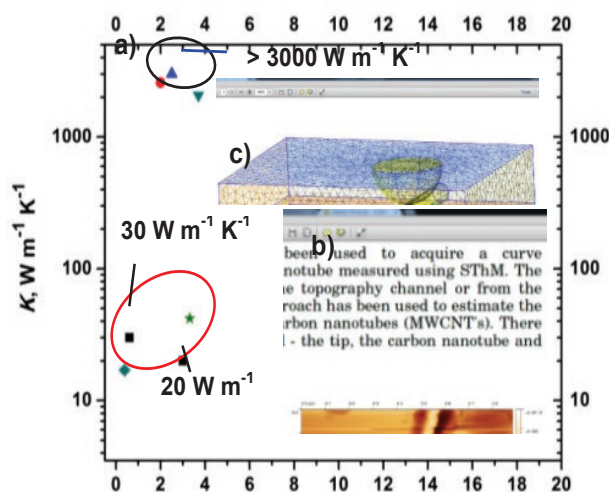 0 2 4 6 8 10 12 14 16 18 20
a)
> 3000 W m⁻¹ K⁻¹
1000
1000
c)
30 W m⁻¹ K⁻¹
K, W m⁻¹ K⁻¹
b)
been used to acquire a curve
notube measured using SThM. The
e topography channel or from the
roach has been used to estimate the
rbon nanotubes (MWCNT's). There
- the tip, the carbon nanotube and
100
100
20 W m⁻¹
10
10
0 2 4 6 8 10 12 14 16 18 20